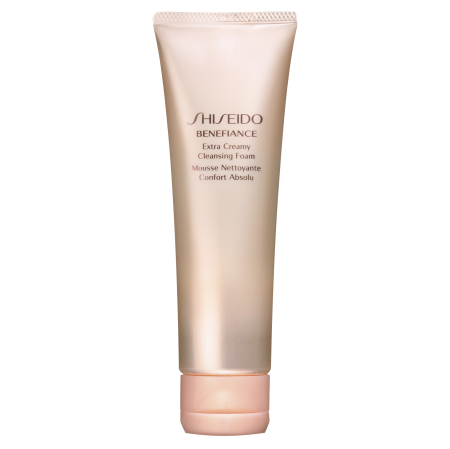 SHISEIDO
BENEFIANCE
Extra Creamy
Cleansing Foam
Mousse Nettoyante
Confort Absolu